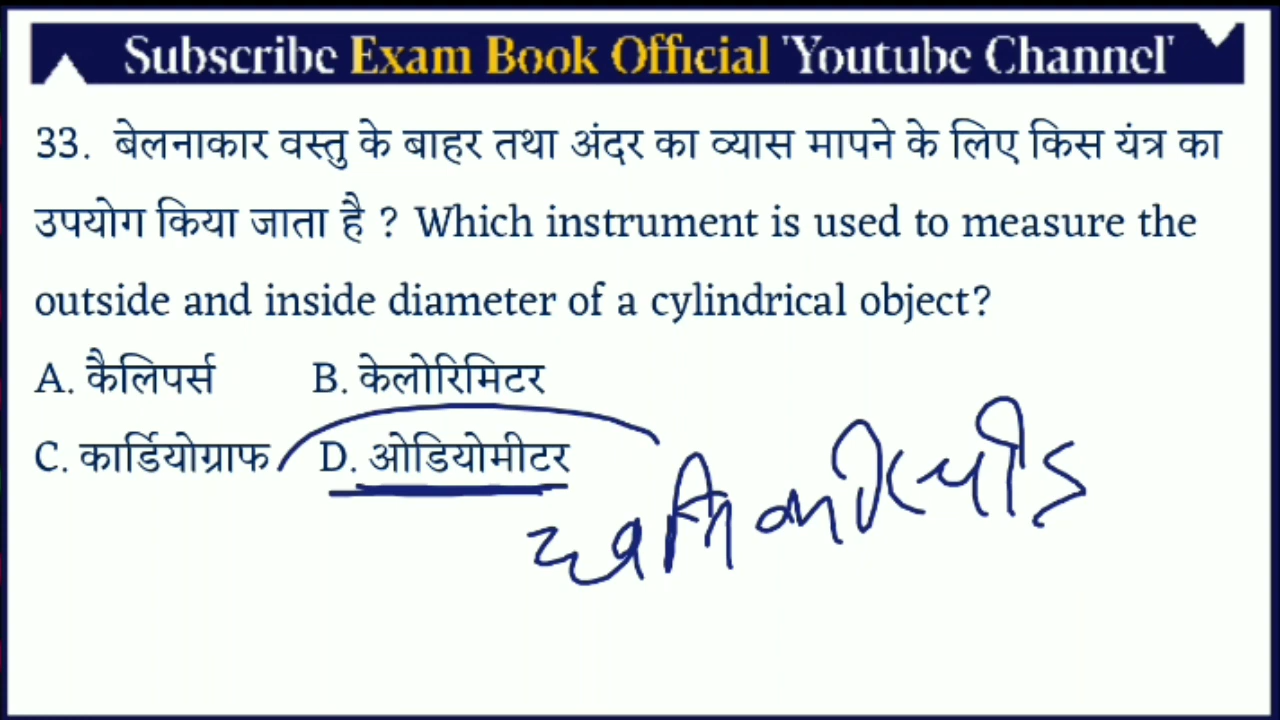 Subscribe Exam Book Official 'Youtube Channel'
33. बेलनाकार वस्तु के बाहर तथा अंदर का व्यास मापने के लिए किस यंत्र का
उपयोग किया जाता है ? Which instrument is used to measure the
outside and inside diameter of a cylindrical object?
A. कैलिपर्स B. केलोरिमिटर
C. कार्डियोग्राफ D. ओडियोमीटर
ध्वनि